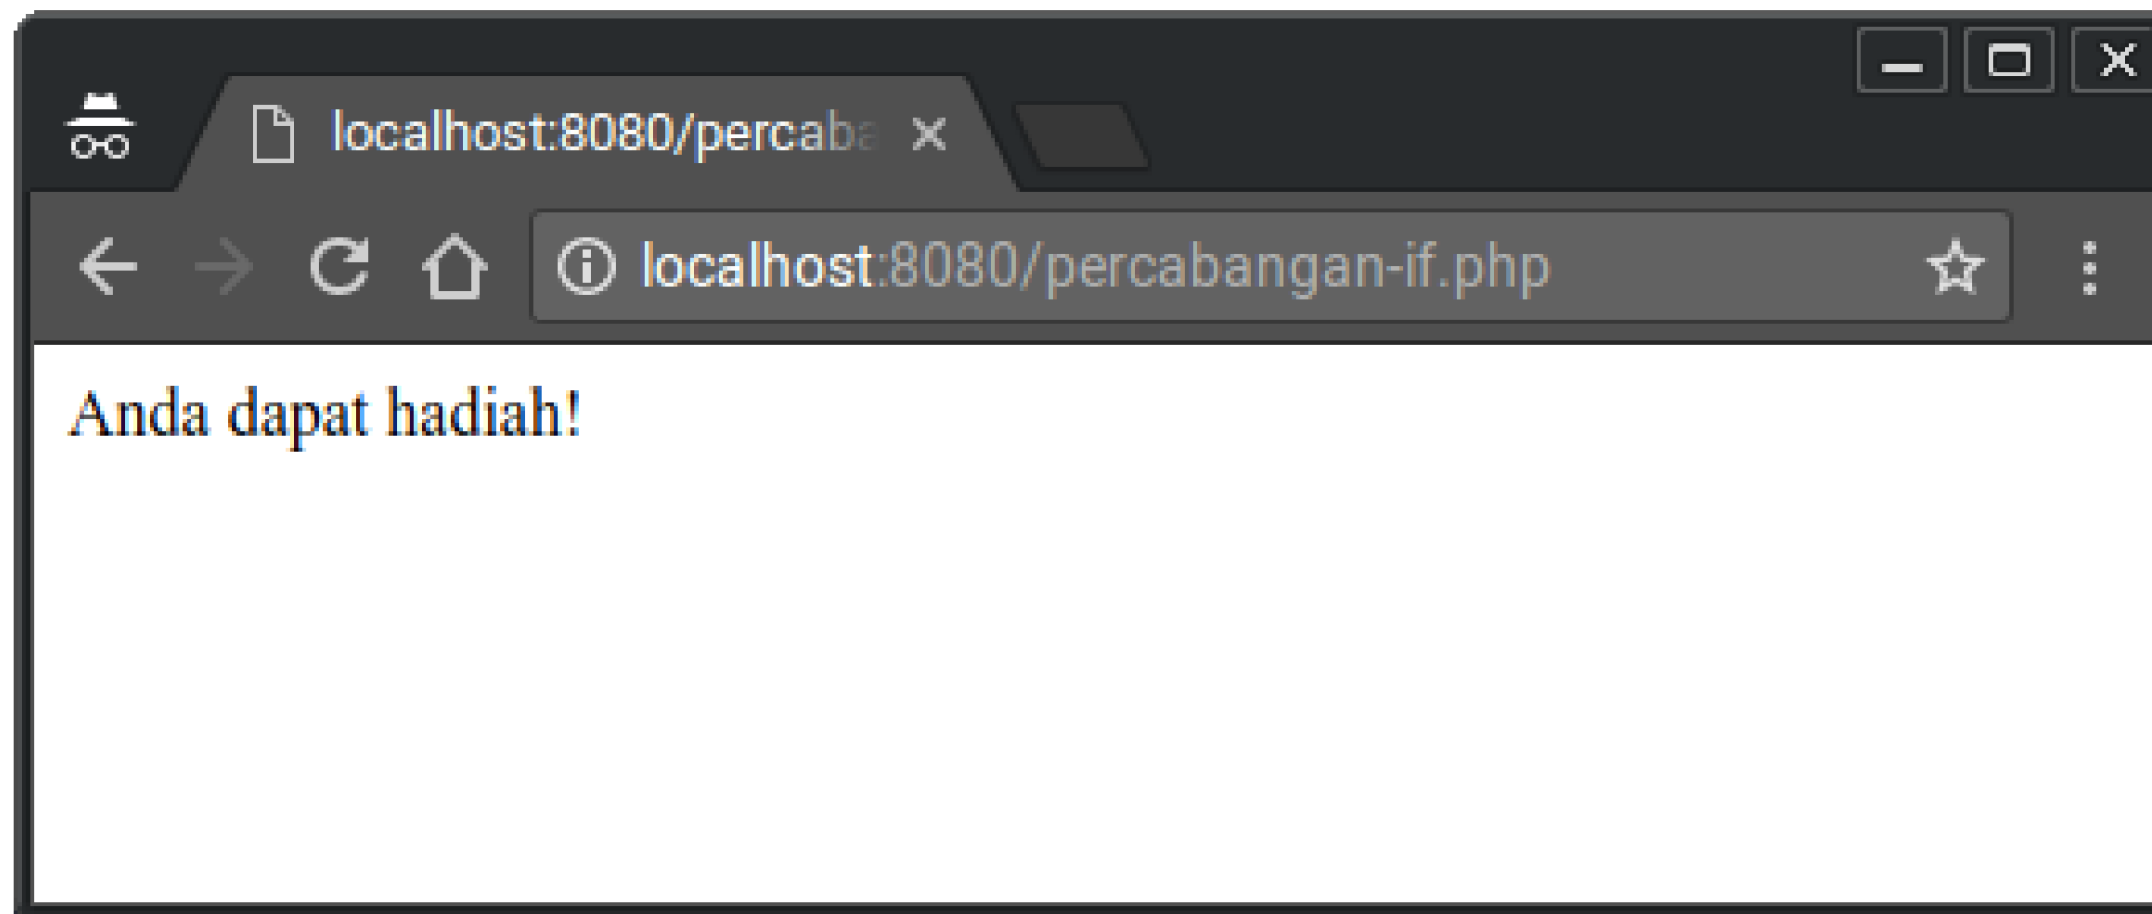 localhost:8080/percaba
localhost:8080/percabangan-if.php
Anda dapat hadiah!